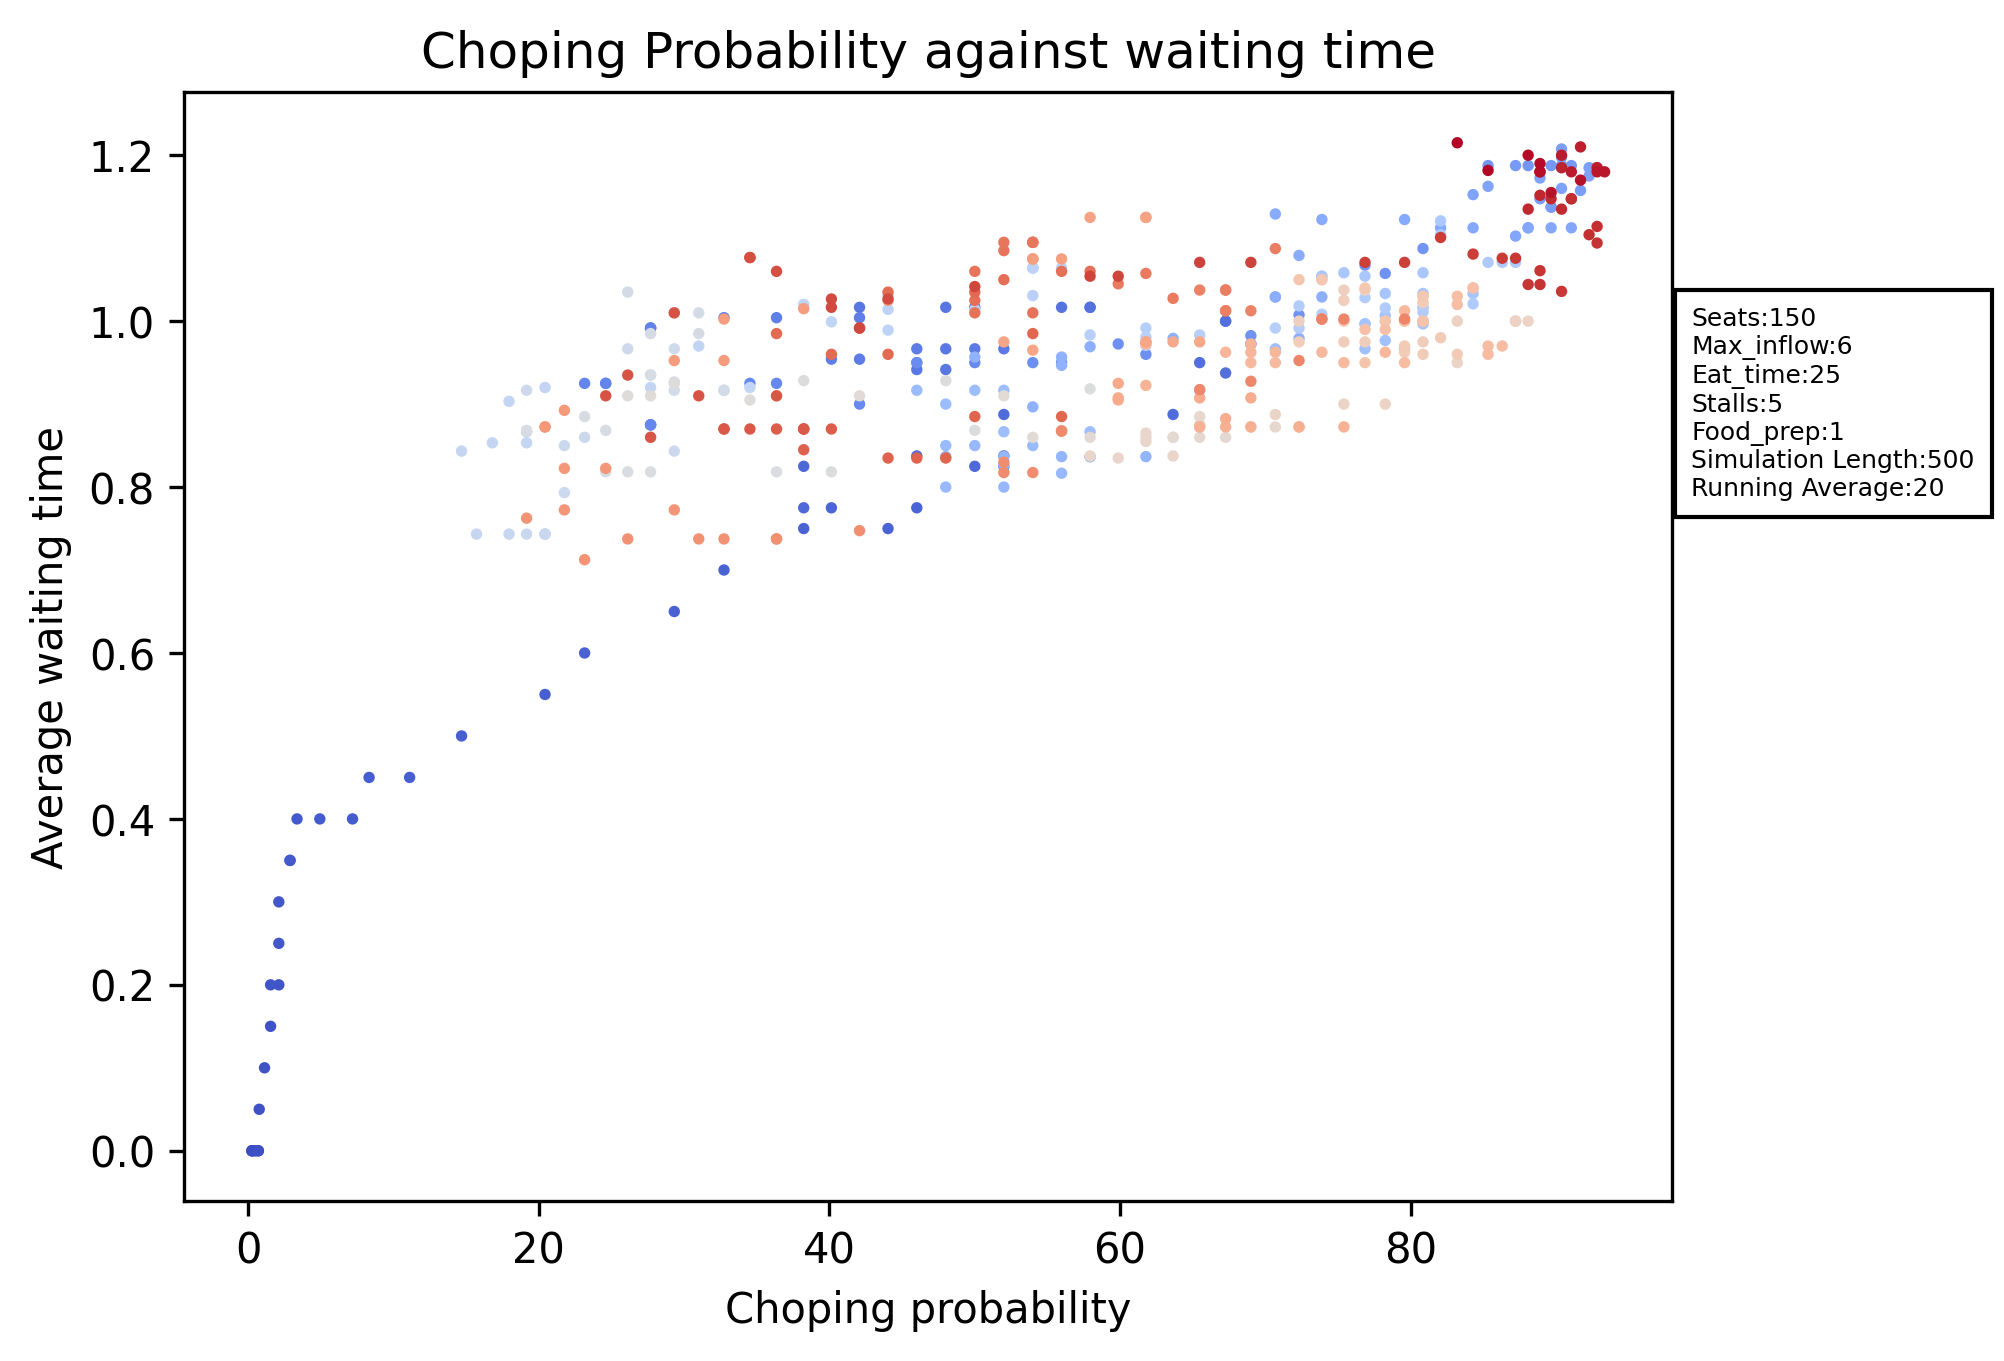 Choping Probability against waiting time
Average waiting time
1.2
1.0
0.8
0.6
0.4
0.2
0.0
0 20 40 60 80
Choping probability
Seats:150
Max_inflow:6
Eat_time:25
Stalls:5
Food_prep:1
Simulation Length:500
Running Average:20